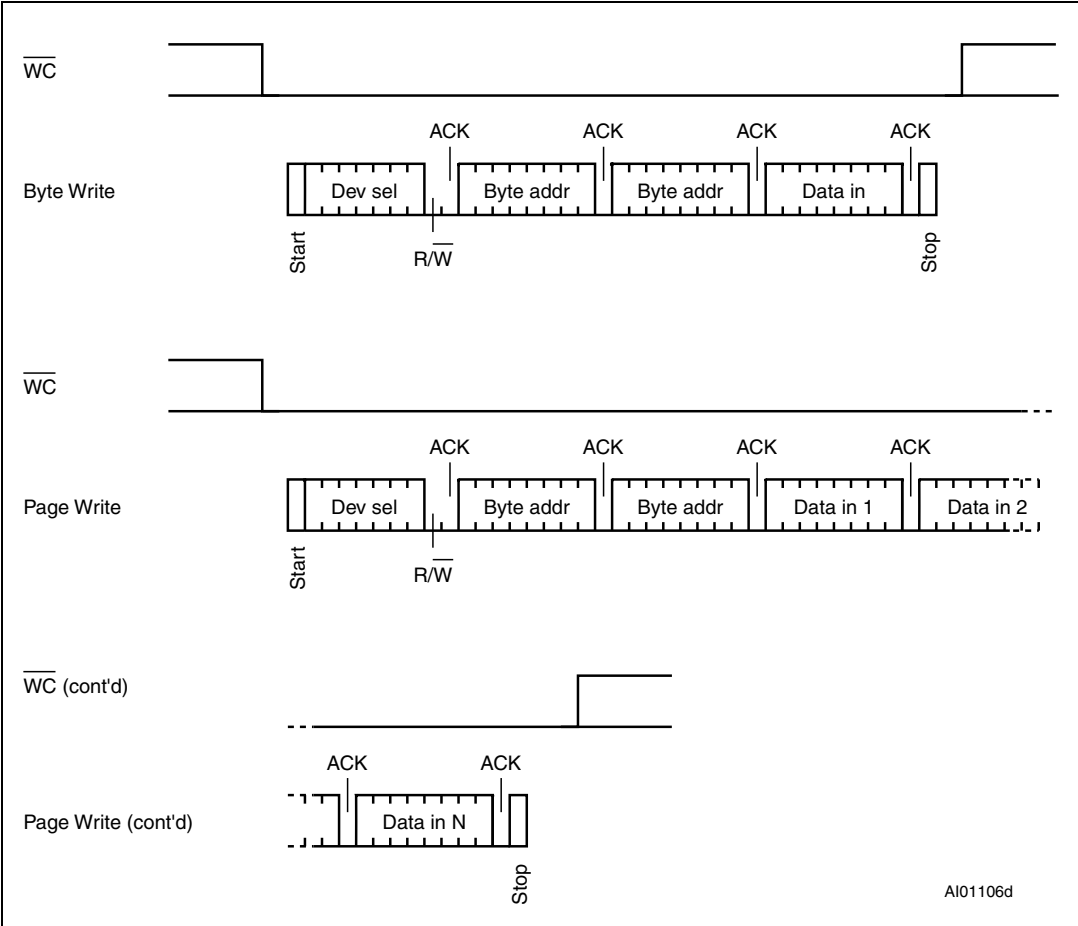 WC
ACK ACK ACK ACK
Byte Write
Dev sel Byte addr Byte addr Data in
Start R/W Stop
WC
ACK ACK ACK ACK
Page Write
Dev sel Byte addr Byte addr Data in 1 Data in 2
Start R/W
WC (cont'd)
ACK ACK
Page Write (cont'd)
Data in N
Stop
AI01106d